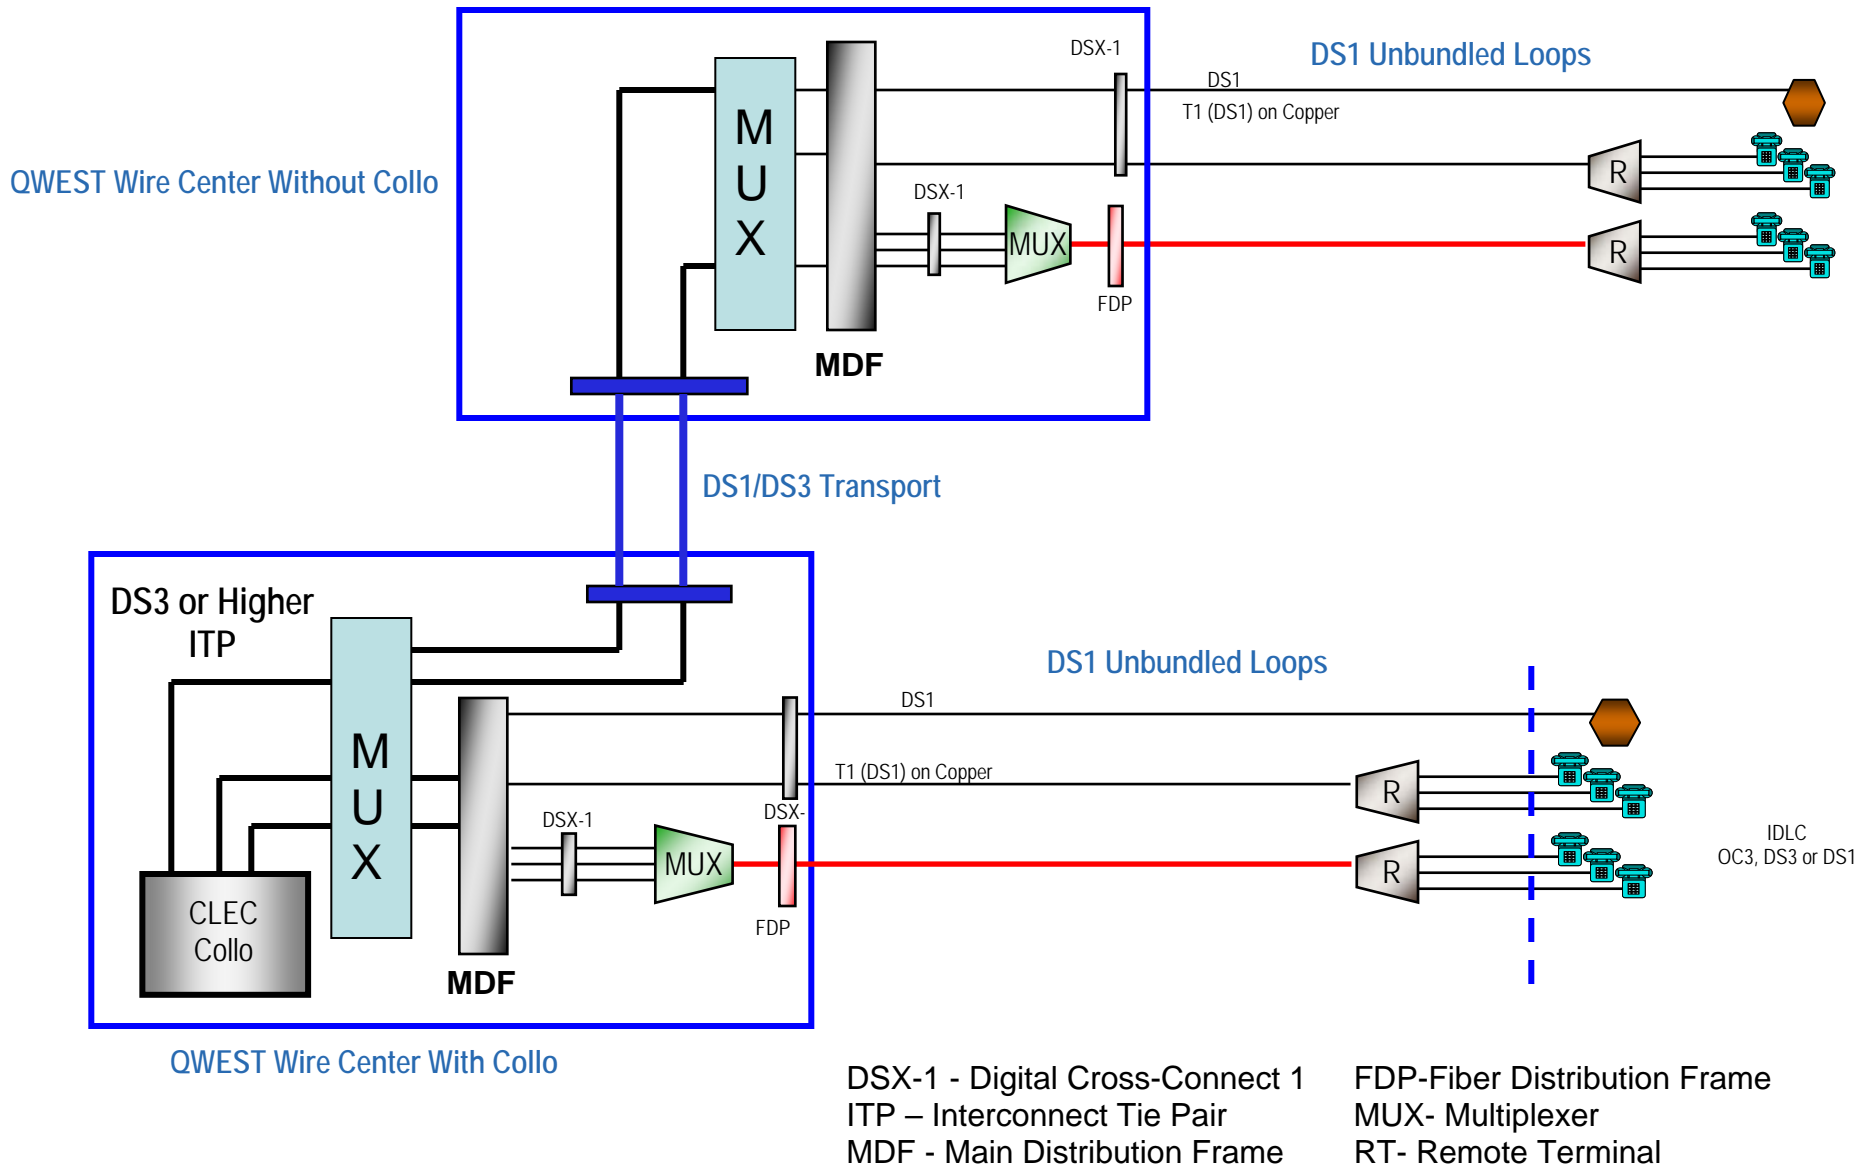 DSX-1
DS1 Unbundled Loops
DS1
T1 (DS1) on Copper
M
U
X
QWEST Wire Center Without Collo
R
DSX-1
MUX
R
FDP
MDF
DS1/DS3 Transport
DS3 or Higher
ITP
DS1 Unbundled Loops
DS1
M
U
X
T1 (DS1) on Copper
R
DSX-1
DSX-
MUX
R
IDLC
OC3, DS3 or DS1
CLEC
Collo
FDP
MDF
QWEST Wire Center With Collo
DSX-1 - Digital Cross-Connect 1
ITP – Interconnect Tie Pair
MDF - Main Distribution Frame
FDP-Fiber Distribution Frame
MUX- Multiplexer
RT- Remote Terminal